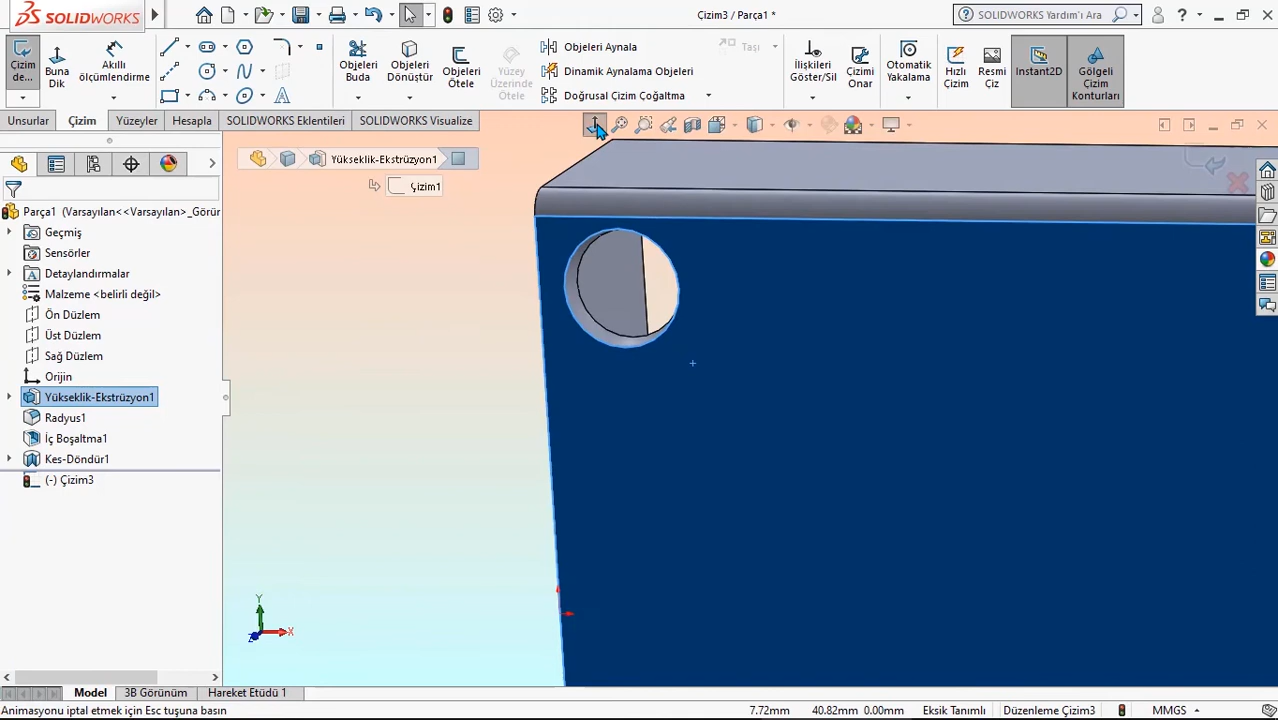 SOLIDWORKS
Çizim3 / Parça1 *
SOLIDWORKS Yardım'ı Ara
Çizim de...
Buna Dik
Akıllı ölçümlendirme
Objeleri Buda
Objeleri Dönüştür
Objeleri Ötele
Yüzey Üzerinde Ötele
Objeleri Aynala
Dinamik Aynalama Objeleri
Doğrusal Çizim Çoğaltma
Taşı
İlişkileri Göster/Sil
Çizimi Onar
Otomatik Yakalama
Hızlı Çizim
Resmi Çiz
Instant2D
Gölgeli Çizim Konturları
Unsurlar
Çizim
Yüzeyler
Hesapla
SOLIDWORKS Eklentileri
SOLIDWORKS Visualize
Yükseklik-Ekstrüzyon1
Çizim1
Parça1 (Varsayılan<<Varsayılan>_Görür
Geçmiş
Sensörler
Detaylandırmalar
Malzeme <belirli değil>
Ön Düzlem
Üst Düzlem
Sağ Düzlem
Orijin
Yükseklik-Ekstrüzyon1
Radyus1
İç Boşaltma1
Kes-Döndür1
(-) Çizim3
Y
X
Z
Model
3B Görünüm
Hareket Etüdü 1
Animasyonu iptal etmek için Esc tuşuna basın
7.72mm
40.82mm 0.00mm
Eksik Tanımlı
Düzenleme Çizim3
MMGS